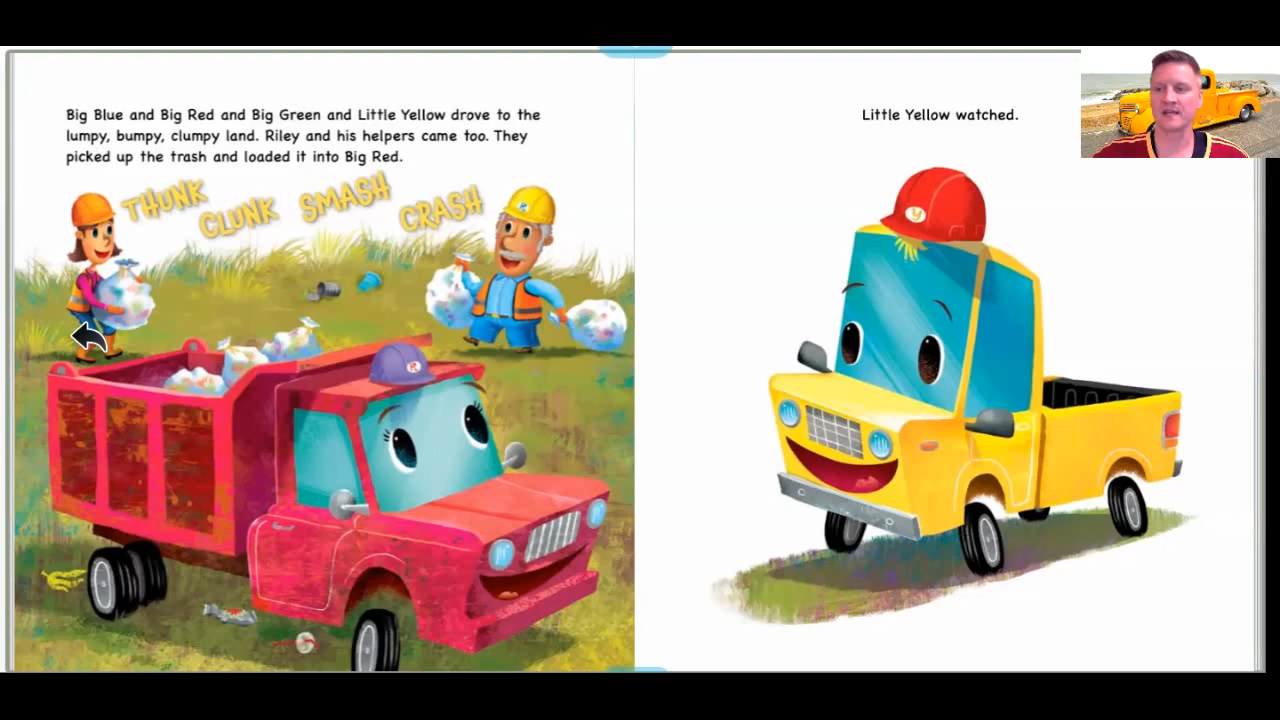 Big Blue and Big Red and Big Green and Little Yellow drove to the
lumpy, bumpy, clumpy land. Riley and his helpers came too. They
picked up the trash and loaded it into Big Red.
THUNK
CLUNK
SMASH
CRASH
R
R
Little Yellow watched.
y